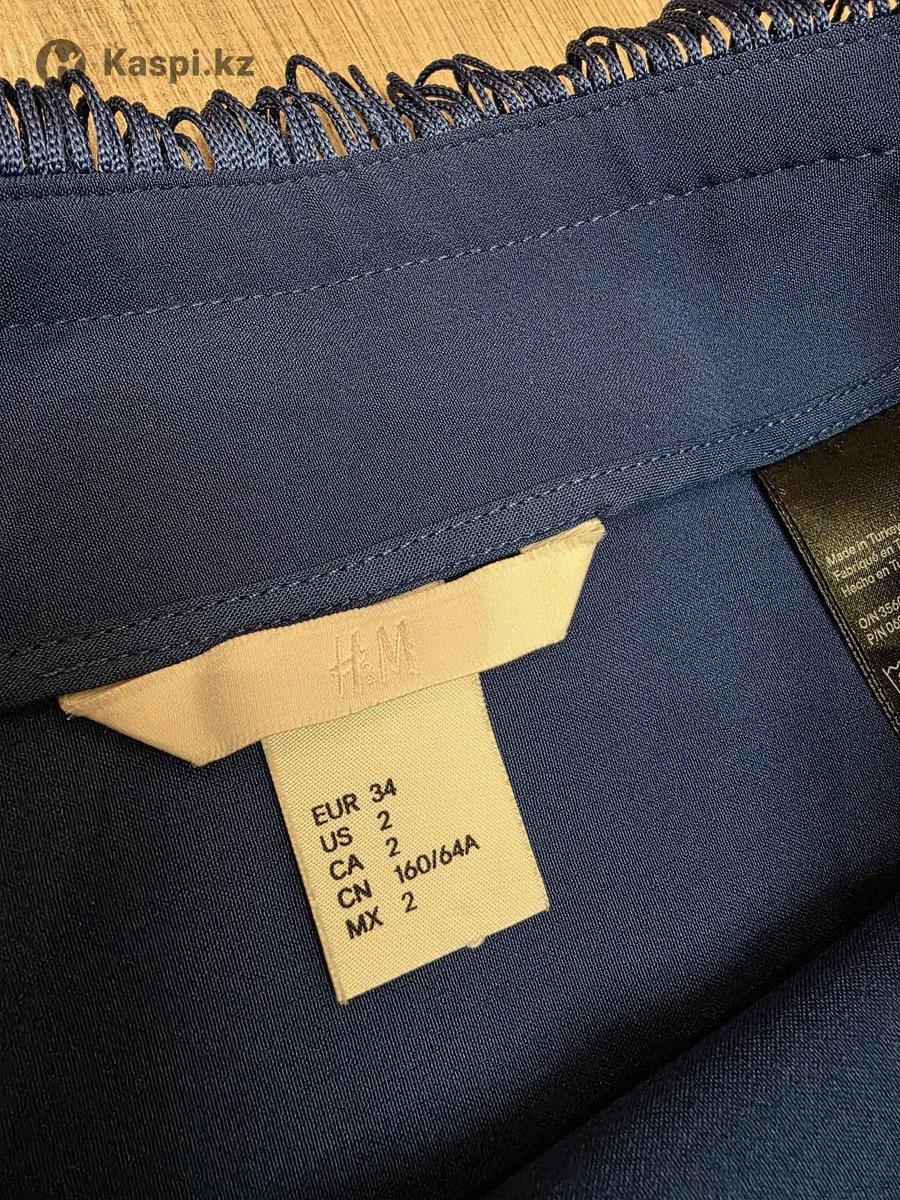 Kaspi.kz
H&M
EUR 34
US 2
CA 2
CN 160/64A
MX 2
Made in Turkey
Fabriqué en
Hecho en
O/N
P/N